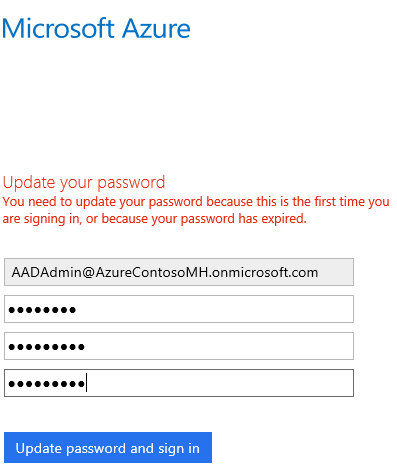 Microsoft Azure
Update your password
You need to update your password because this is the first time you
are signing in, or because your password has expired.
AADAdmin@AzureContosoMH.onmicrosoft.com
●●●●●●●●
●●●●●●●●●
●●●●●●●●●
Update password and sign in